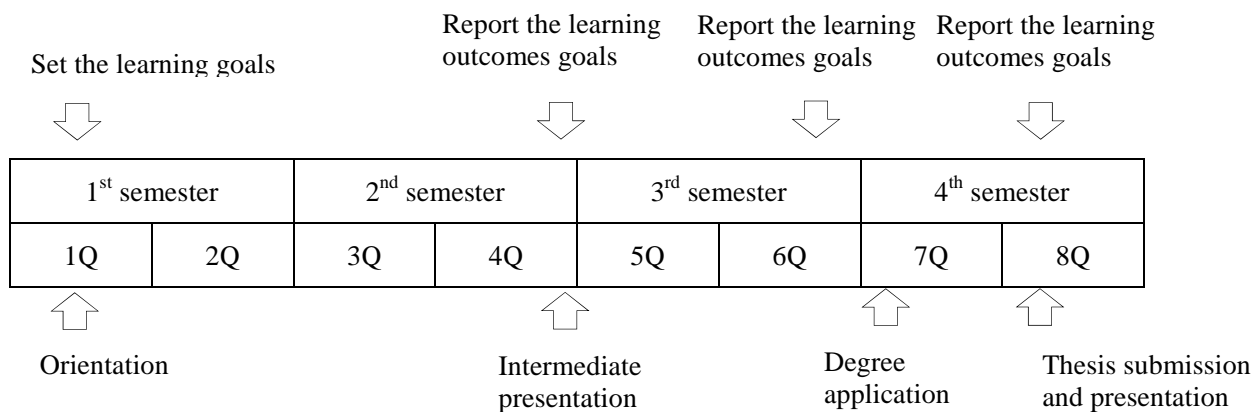 Set the learning goals
Report the learning
outcomes goals
Report the learning
outcomes goals
Report the learning
outcomes goals
1st semester
2nd semester
3rd semester
4th semester
1Q
2Q
3Q
4Q
5Q
6Q
7Q
8Q
Orientation
Intermediate
presentation
Degree
application
Thesis submission
and presentation